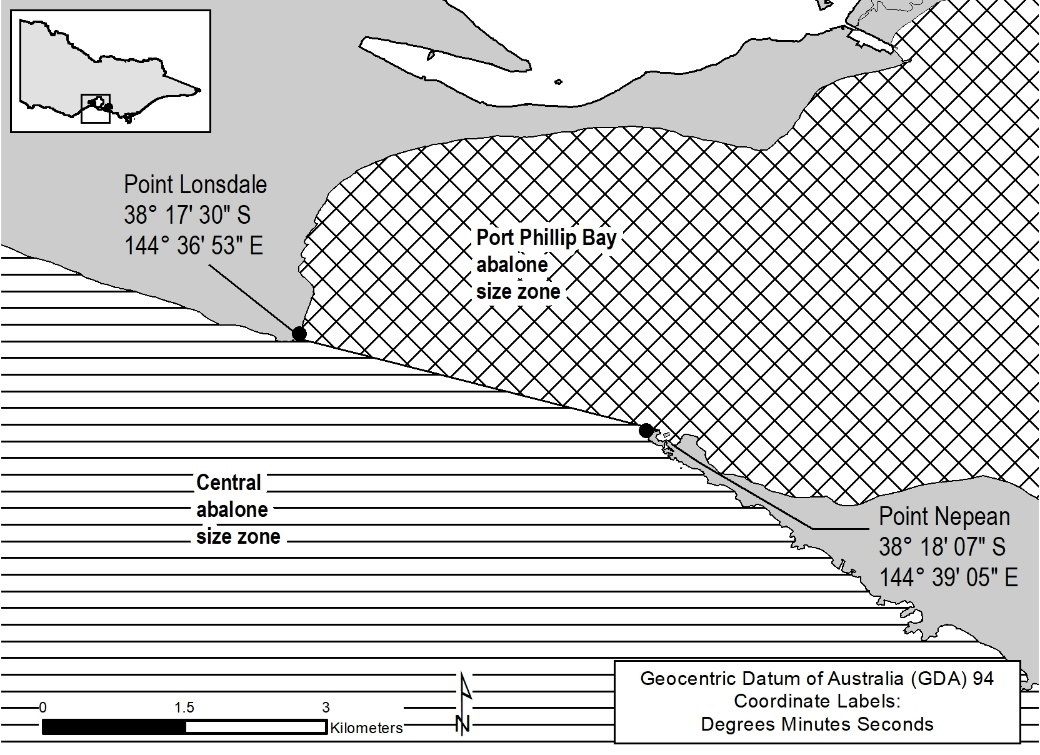 Point Lonsdale
38° 17' 30" S
144° 36' 53" E
Port Phillip Bay
abalone
size zone
Central
abalone
size zone
Point Nepean
38° 18' 07" S
144° 39' 05" E
0 1.5 3
Kilometers
N
Geocentric Datum of Australia (GDA) 94
Coordinate Labels:
Degrees Minutes Seconds